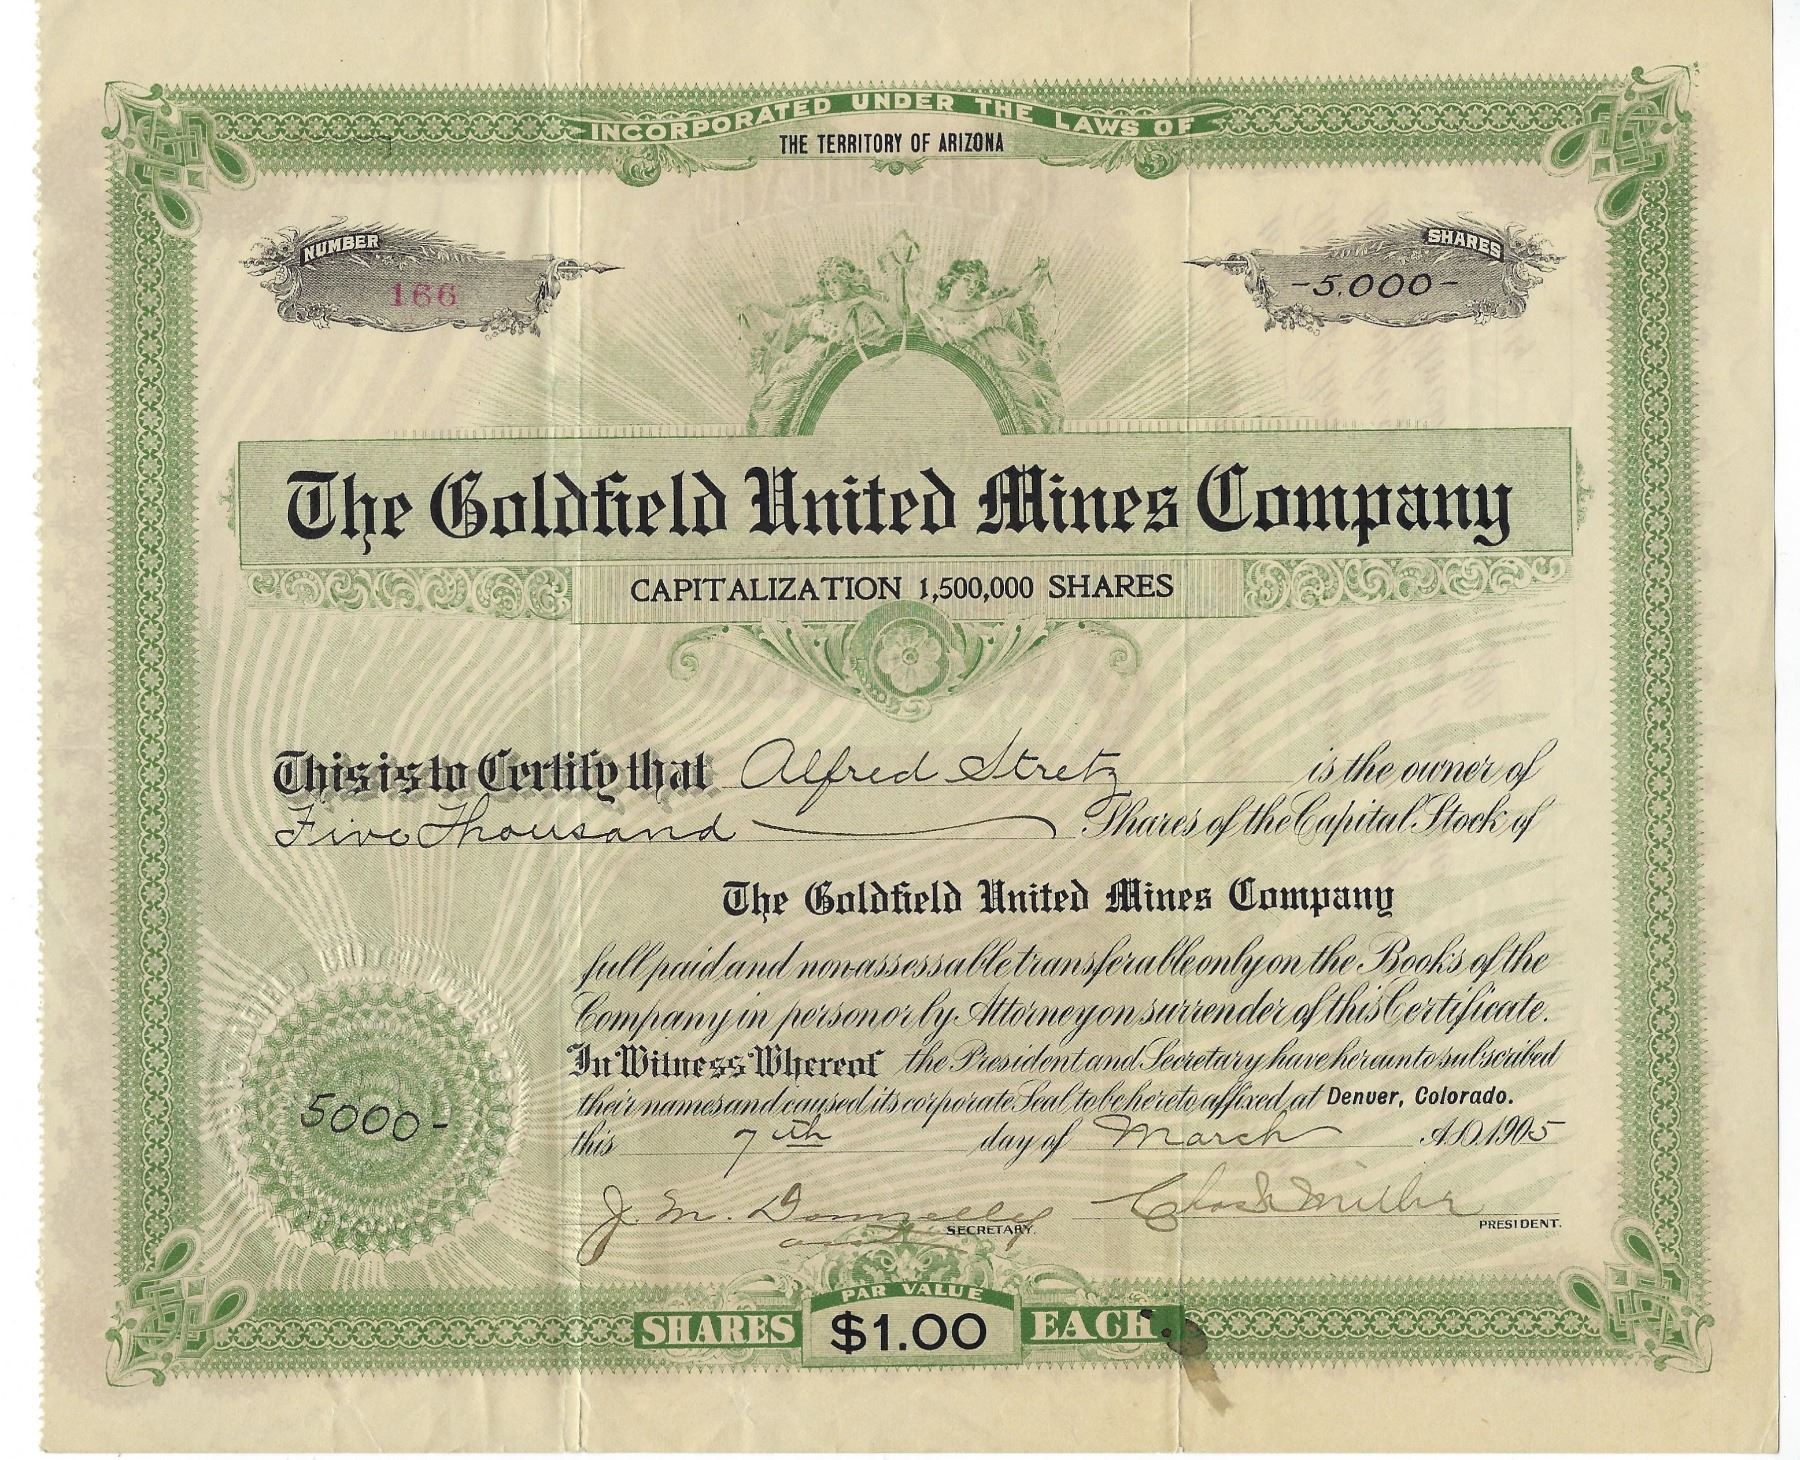 INCORPORATED UNDER THE LAWS OF
THE TERRITORY OF ARIZONA
NUMBER
166
SHARES
-5.000-
The Goldfield United Mines Company
CAPITALIZATION 1,500,000 SHARES
This is to Certify that Alfred Stretz is the owner of
Five Thousand Shares of the Capital Stock of
The Goldfield United Mines Company
full paid and non-assessable transferable only on the Books of the
Company in person or by Attorney on surrender of this Certificate.
In Witness Whereof the President and Secretary have hereunto subscribed
their names and caused its corporate Seal to be hereto affixed at Denver, Colorado.
this 7th day of March A.D. 1905
5000-
J. M. Donnelly
SECRETARY.
Chas. Miller
PRESIDENT.
PAR VALUE
SHARES $1.00 EACH.